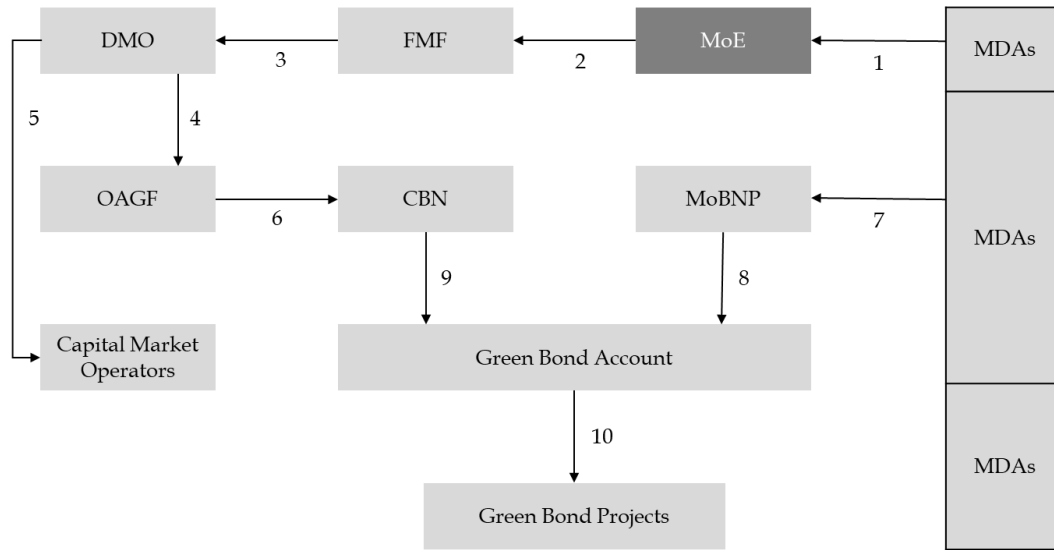 DMO
FMF
MoE
MDAs
3
2
1
5
4
OAGF
CBN
MoBNP
MDAs
6
7
9
8
Capital Market
Operators
Green Bond Account
10
MDAs
Green Bond Projects